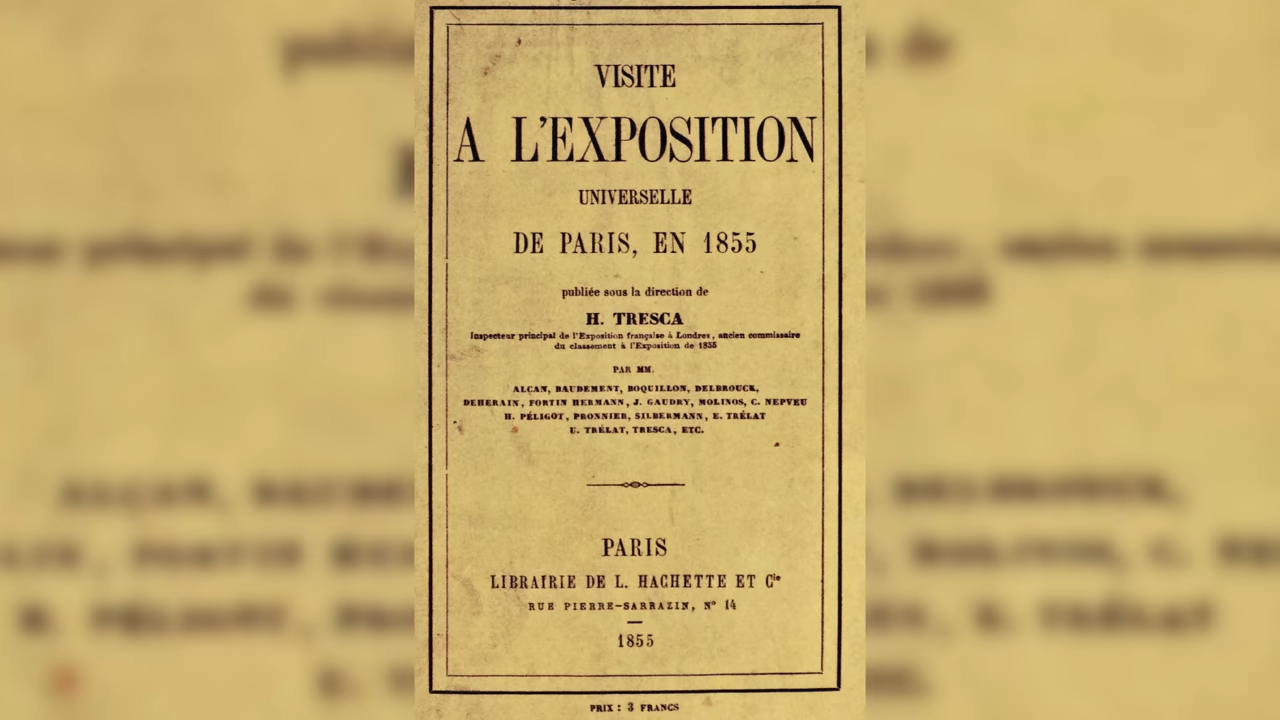 VISITE
A L'EXPOSITION
UNIVERSELLE
DE PARIS, EN 1855
publiée sous la direction de
H. TRESCA
Inspecteur principal de l'Exposition française à Londres, ancien commissaire
du classement à l'Exposition de 1855
PAR MM.
ALCAN, BAUDEMENT, BOQUILLON, DELBROUCK,
DEHERAIN, FORTIN HERMANN, J. GAUDRY, MOLINOS, C. NEPVEU
H. PÉLIGOT, PRONNIER, SILBERMANN, E. TRÉLAT
U. TRÉLAT, TRESCA, ETC.
PARIS
LIBRAIRIE DE L. HACHETTE ET Cie
RUE PIERRE-SARRAZIN, N° 14
1855
PRIX : 3 FRANCS